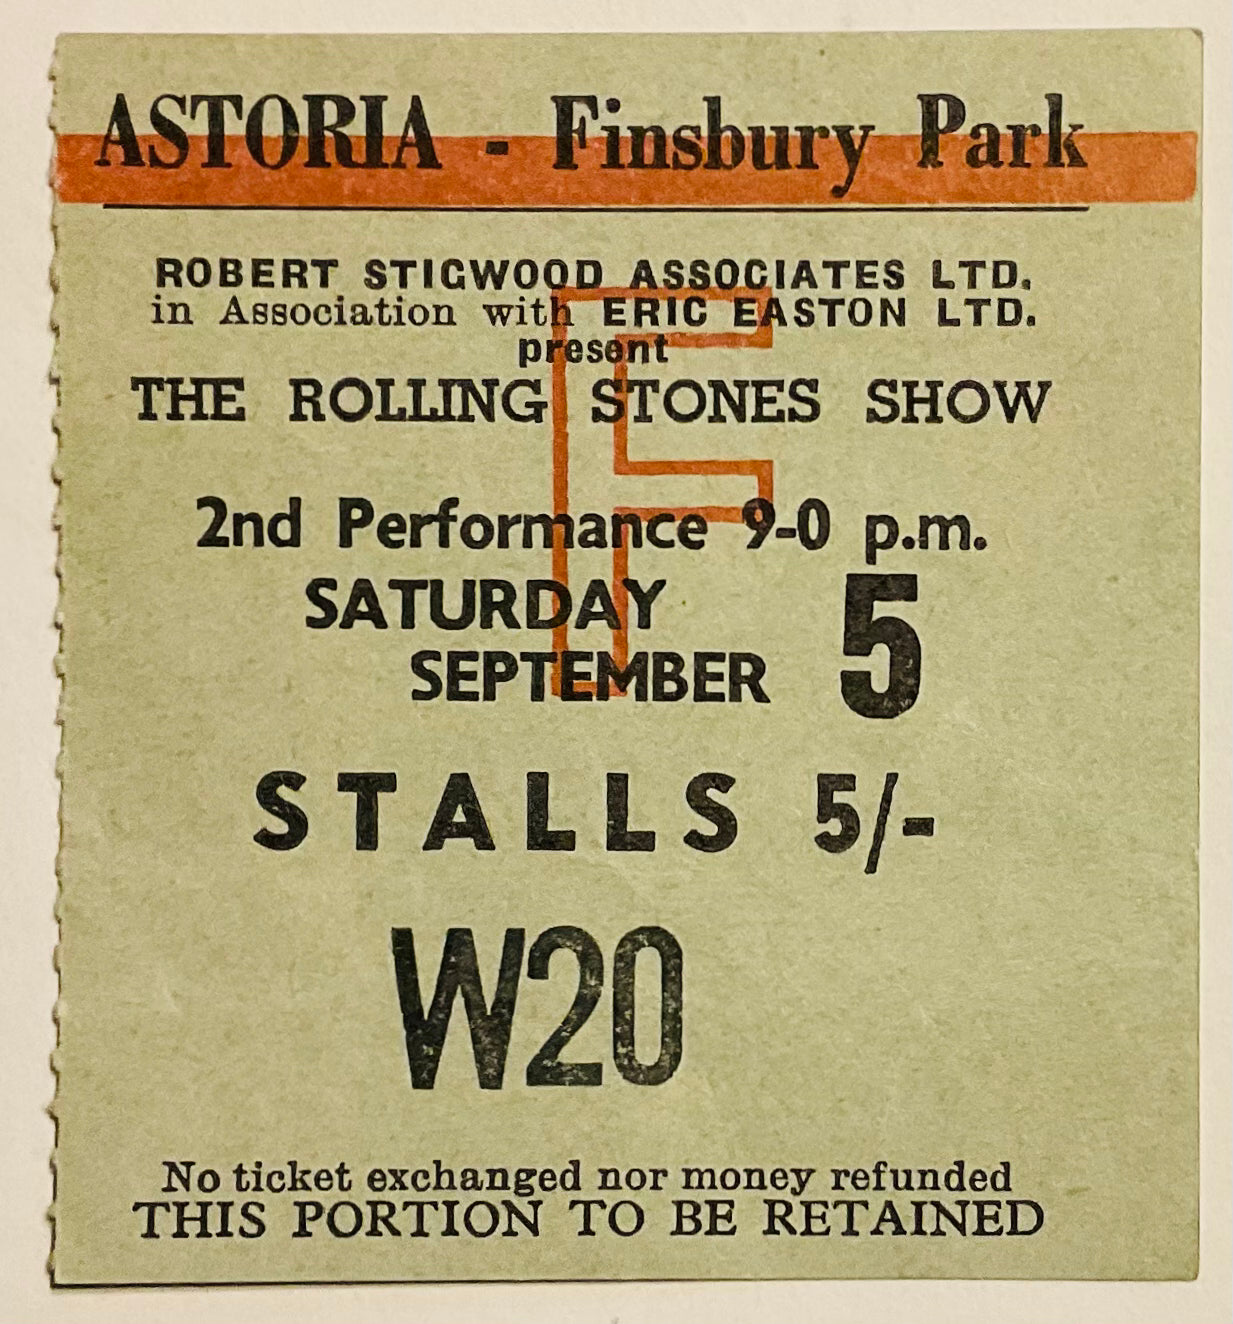 ASTORIA - Finsbury Park
ROBERT STIGWOOD ASSOCIATES LTD.
in Association with ERIC EASTON LTD.
present
THE ROLLING STONES SHOW
F
2nd Performance 9-0 p.m.
SATURDAY
SEPTEMBER 5
STALLS 5/-
W20
No ticket exchanged nor money refunded
THIS PORTION TO BE RETAINED